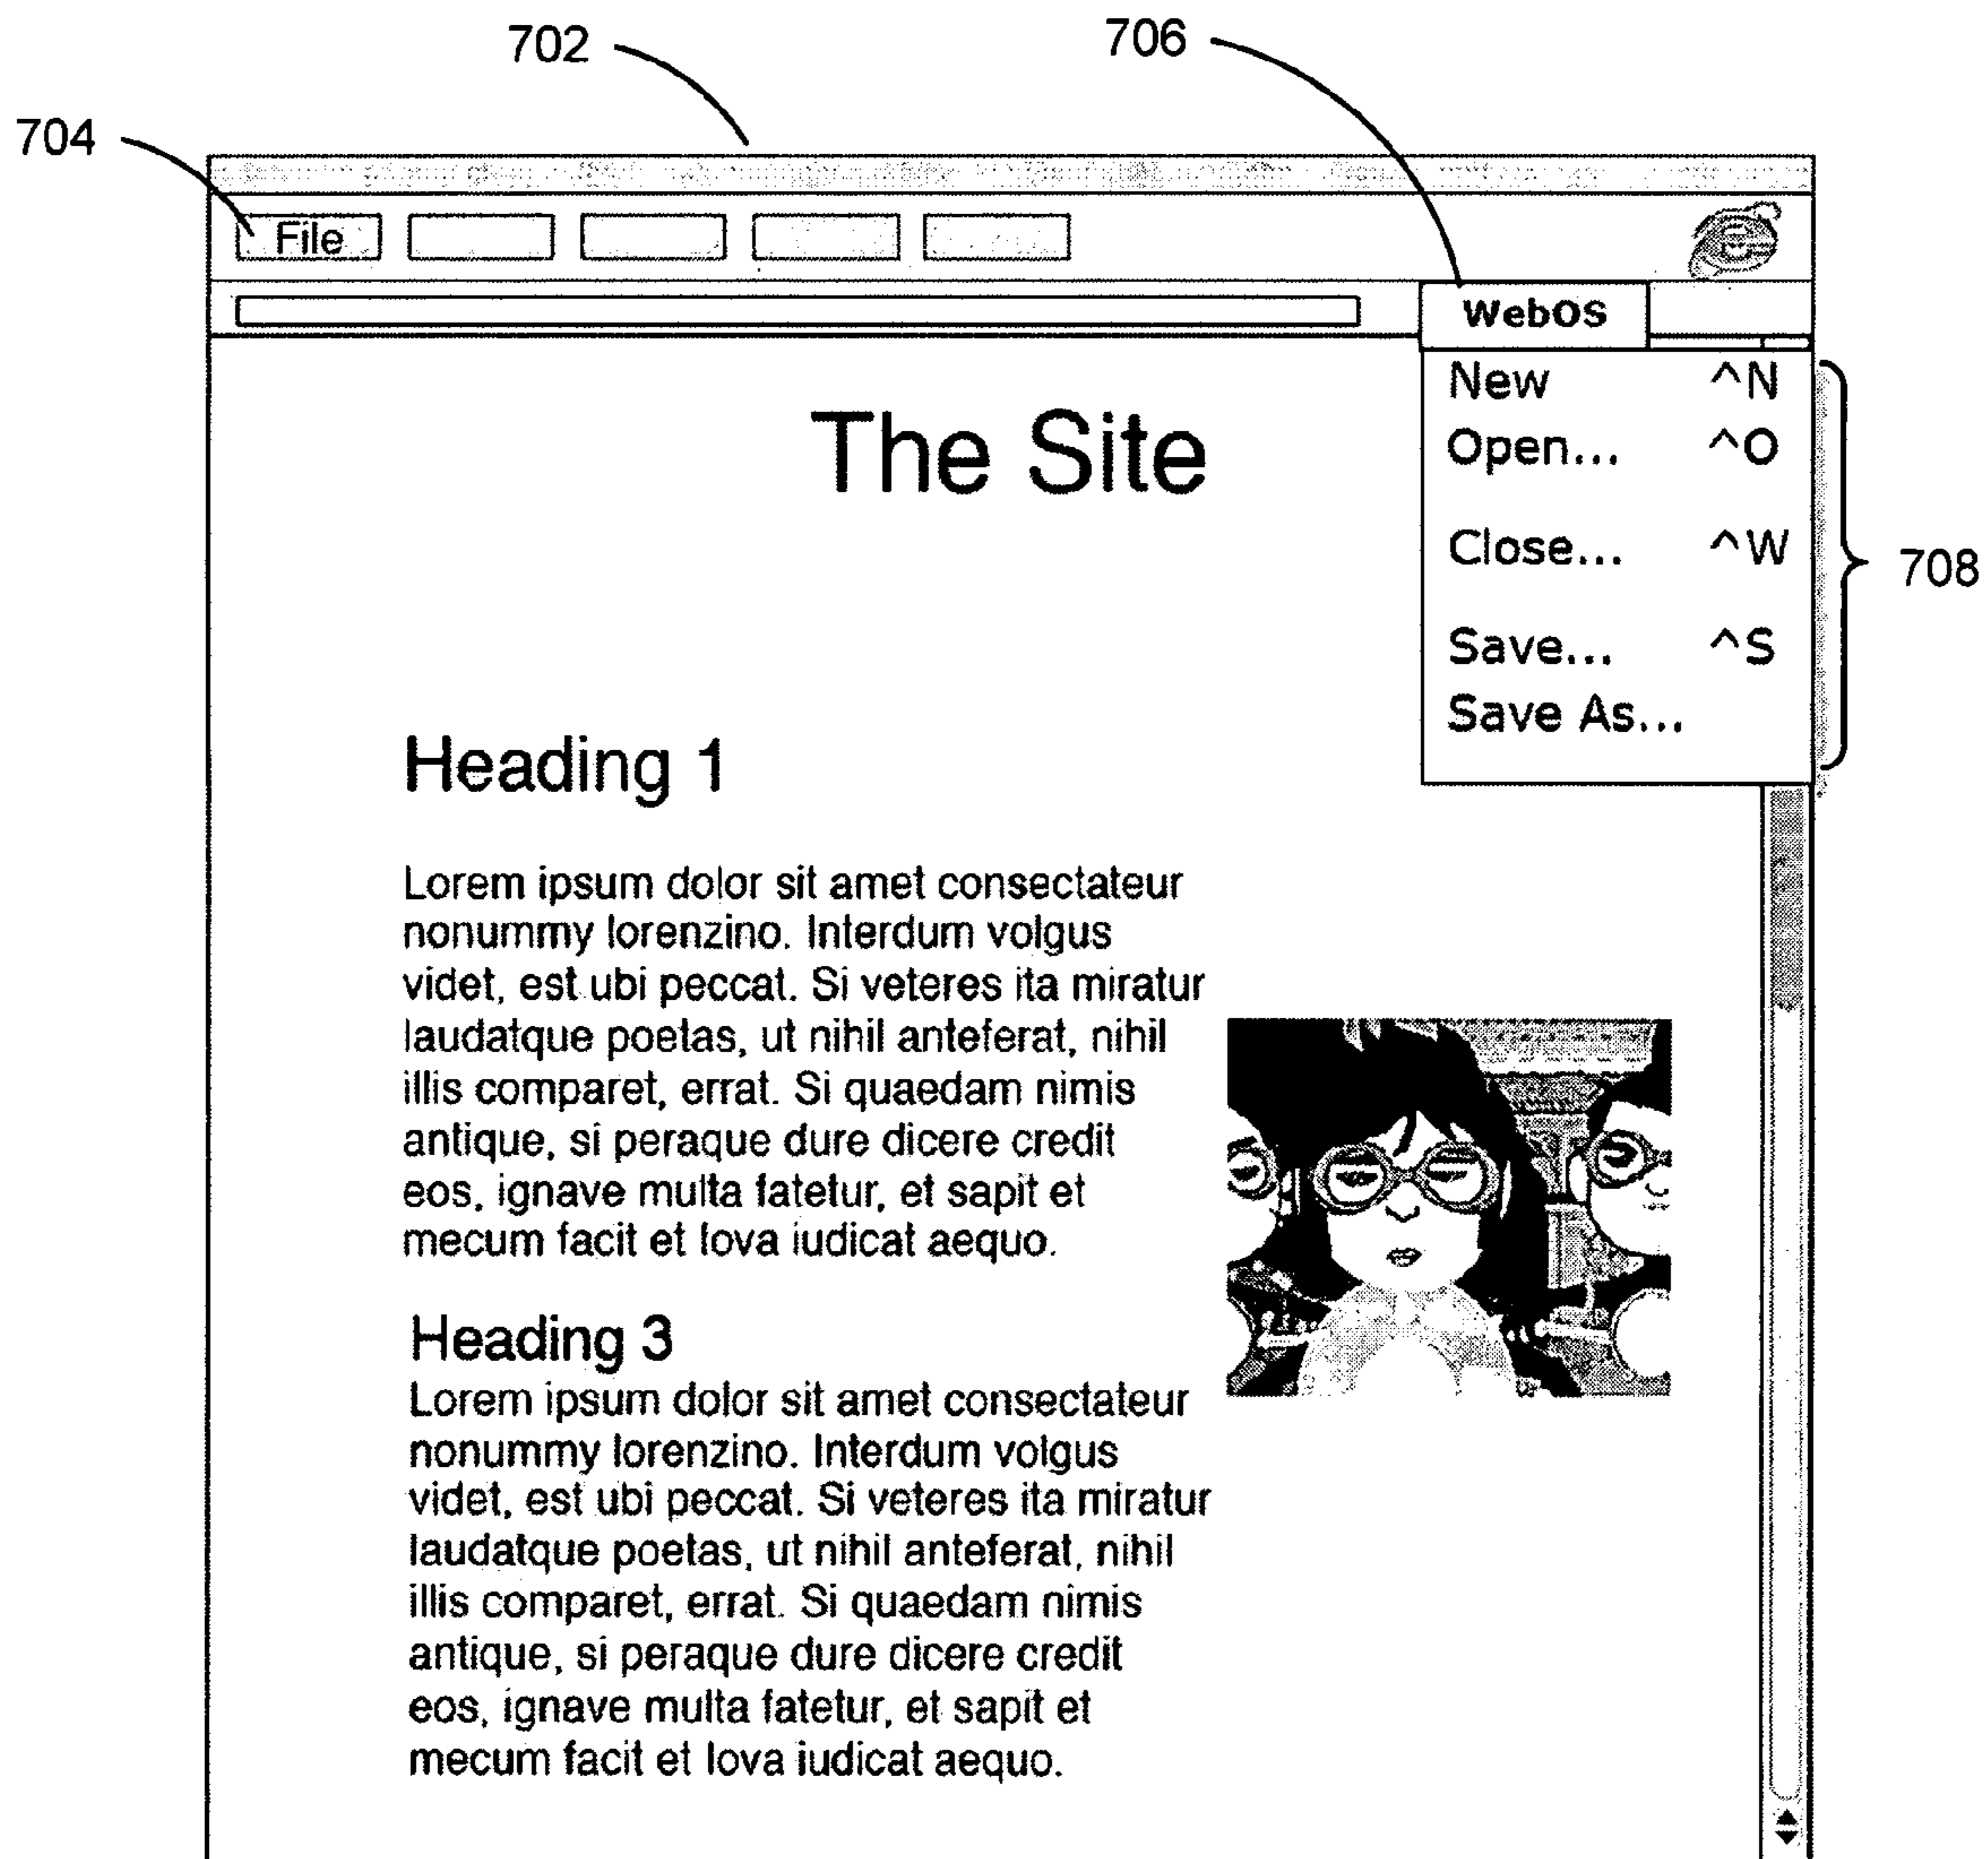 702
706
704
File
WebOS
New ^N
Open... ^O
Close... ^W
Save... ^S
Save As...
708
The Site
Heading 1
Lorem ipsum dolor sit amet consectateur
nonummy lorenzino. Interdum volgus
videt, est ubi peccat. Si veteres ita miratur
laudatque poetas, ut nihil anteferat, nihil
illis comparet, errat. Si quaedam nimis
antique, si peraque dure dicere credit
eos, ignave multa fatetur, et sapit et
mecum facit et lova iudicat aequo.
Heading 3
Lorem ipsum dolor sit amet consectateur
nonummy lorenzino. Interdum volgus
videt, est ubi peccat. Si veteres ita miratur
laudatque poetas, ut nihil anteferat, nihil
illis comparet, errat. Si quaedam nimis
antique, si peraque dure dicere credit
eos, ignave multa fatetur, et sapit et
mecum facit et lova iudicat aequo.